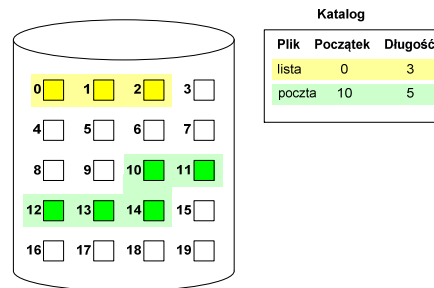 Katalog
Plik Początek Długość
lista 0 3
poczta 10 5
0 1 2 3
4 5 6 7
8 9 10 11
12 13 14 15
16 17 18 19